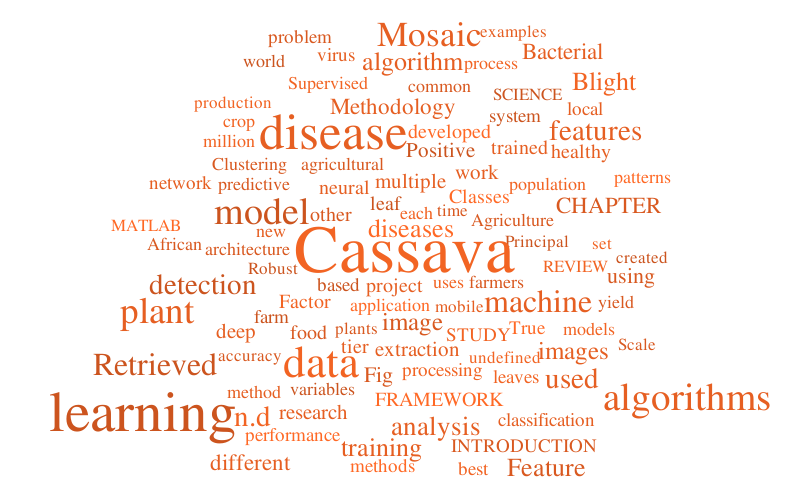 problem Mosaic examples
world virus algorithm process Bacterial
Supervised common Blight
production Methodology SCIENCE local
crop disease developed system features
million Positive trained healthy
Clustering agricultural work
network predictive neural multiple population patterns
model other leaf each time Classes CHAPTER
MATLAB new diseases Agriculture
African architecture Cassava Principal set
Robust REVIEW created
detection based project uses farmers using
plant Factor application mobile machine yield
farm image
deep food plants STUDY True models
Retrieved accuracy data tier extraction undefined images Scale
Fig processing leaves used
learning method variables FRAMEWORK algorithms
n.d research analysis classification
performance training INTRODUCTION
different methods best Feature